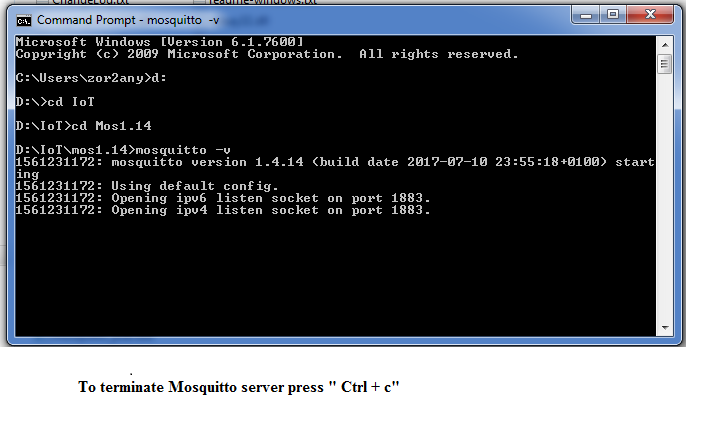 ChangeLog.txt
readme-windows.txt
Command Prompt - mosquitto -v
Microsoft Windows [Version 6.1.7600]
Copyright (c) 2009 Microsoft Corporation. All rights reserved.
C:\Users\zor2any>d:
D:\>cd IoT
D:\IoT>cd Mos1.14
D:\IoT\mos1.14>mosquitto -v
1561231172: mosquitto version 1.4.14 (build date 2017-07-10 23:55:18+0100) start
ing
1561231172: Using default config.
1561231172: Opening ipv6 listen socket on port 1883.
1561231172: Opening ipv4 listen socket on port 1883.
.
To terminate Mosquitto server press " Ctrl + c"